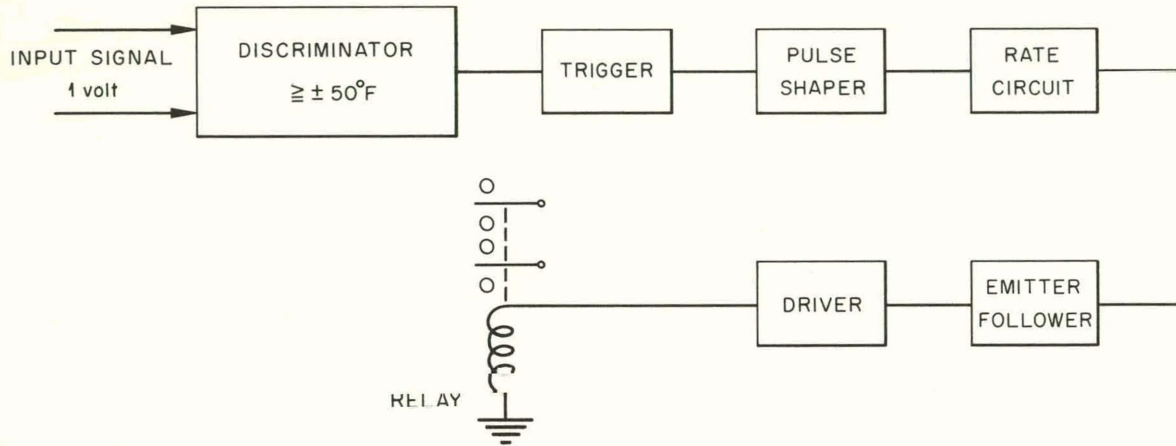 INPUT SIGNAL
1 volt
DISCRIMINATOR
≧ ± 50°F
TRIGGER
PULSE
SHAPER
RATE
CIRCUIT
DRIVER
EMITTER
FOLLOWER
RELAY